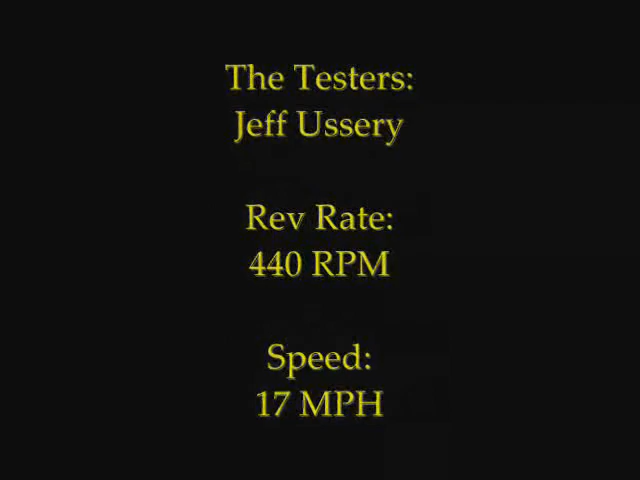 The Testers:
Jeff Ussery
Rev Rate:
440 RPM
Speed:
17 MPH